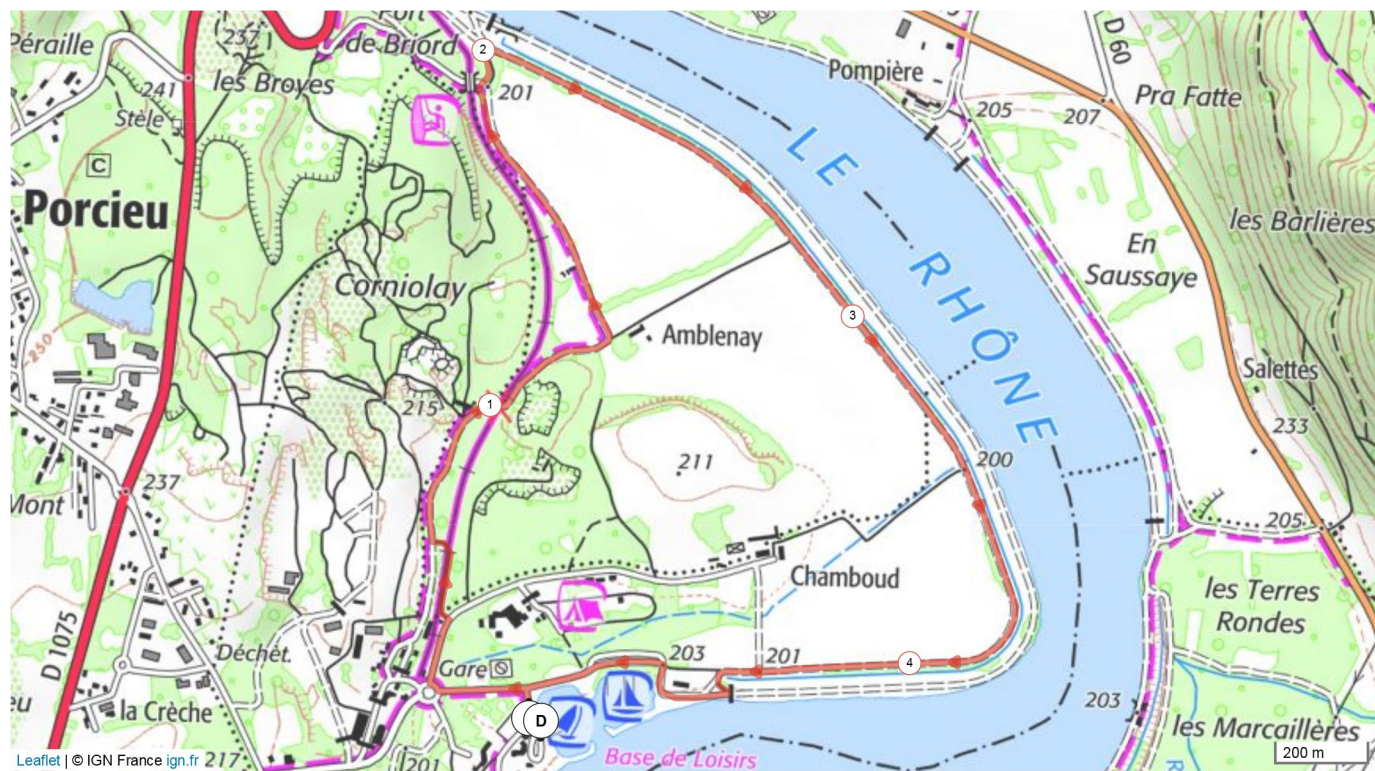 Port
de Briord
2
Péraille
237
les Broyes
241
Stèle
201
C
Porcieu
Pompière
D 60
205
207
Pra Fatte
LE RHÔNE
les Barlières
En
Saussaye
Corniolay
250
3
Amblenay
Salettes
1
215
233
211
200
237
Mont
205
Chamboud
les Terres
Rondes
D 1075
Déchèt.
Gare
203
201
4
la Crèche
D
203
les Marcaillères
217
201
Base de Loisirs
200 m
Leaflet | © IGN France ign.fr